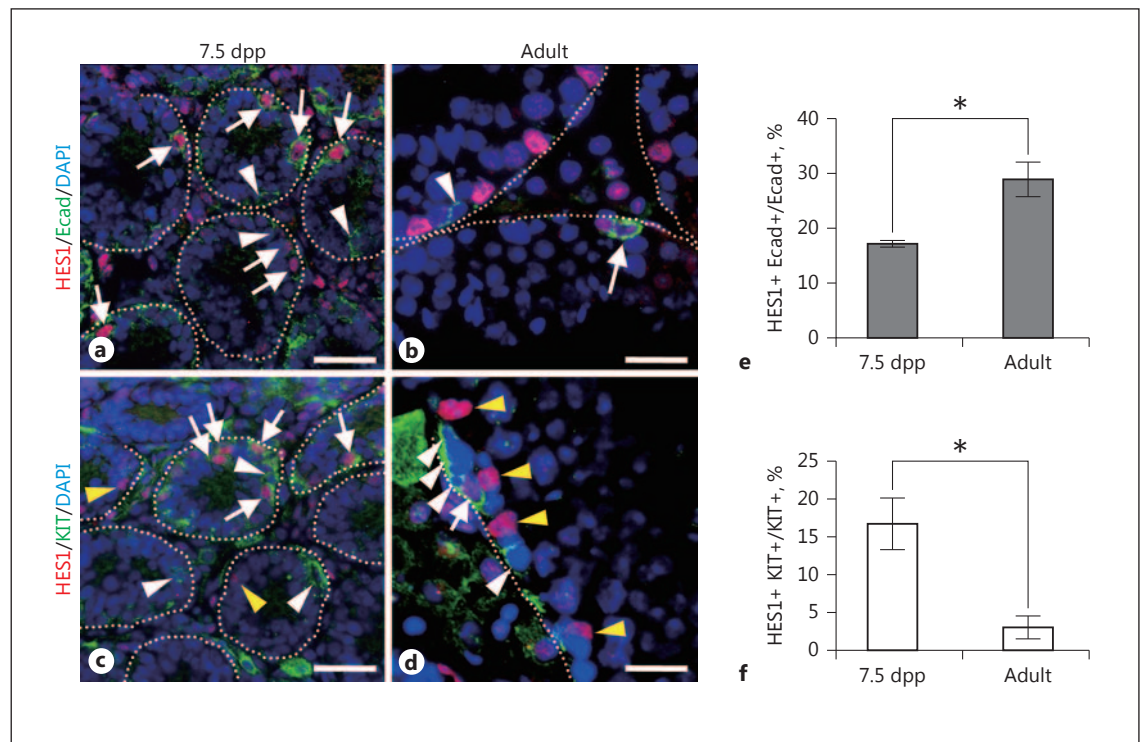 7.5 dpp
Adult
HES1/Ecad/DAPI
a
b
HES1/KIT/DAPI
c
d
HES1+ Ecad+/Ecad+, %
40
30
20
10
0
*
7.5 dpp
Adult
e
HES1+ KIT+/KIT+, %
25
20
15
10
5
0
*
7.5 dpp
Adult
f